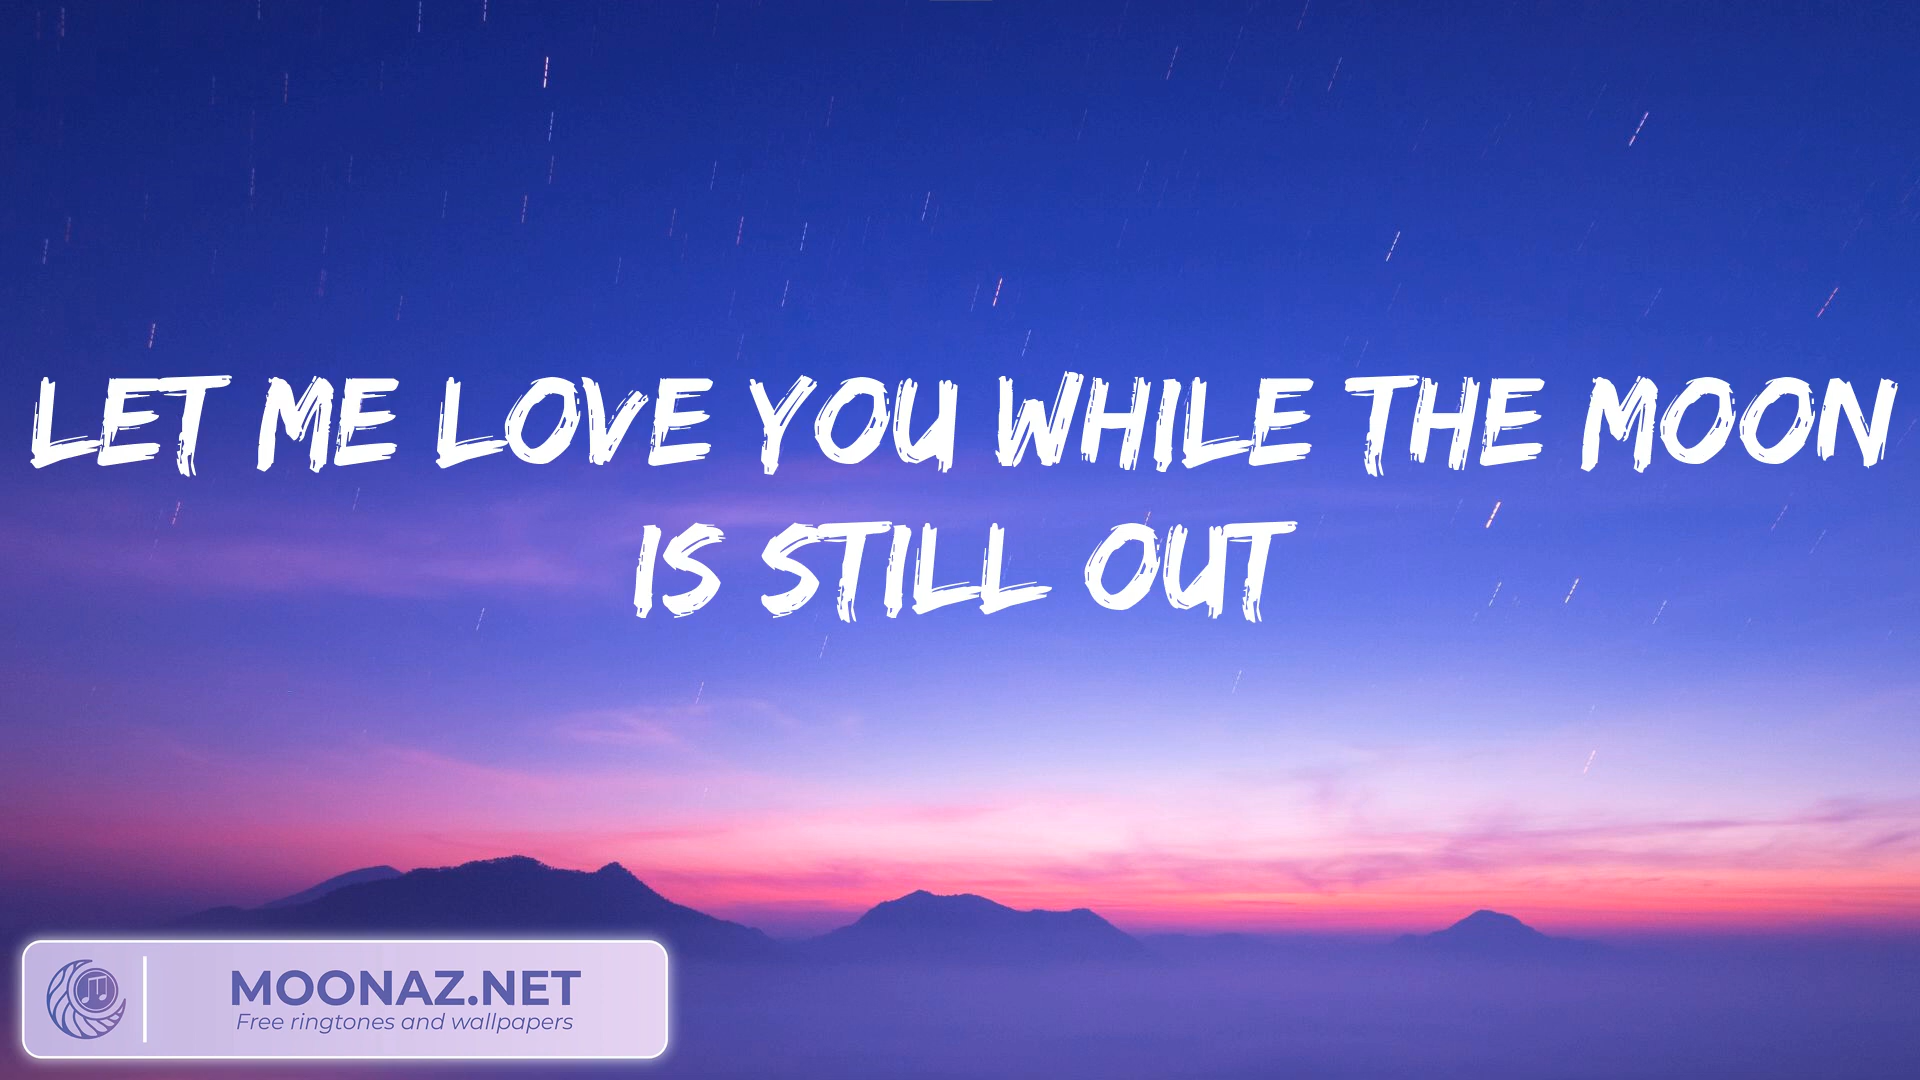 LET ME LOVE YOU WHILE THE MOON
IS STILL OUT
MOONAZ.NET
Free ringtones and wallpapers